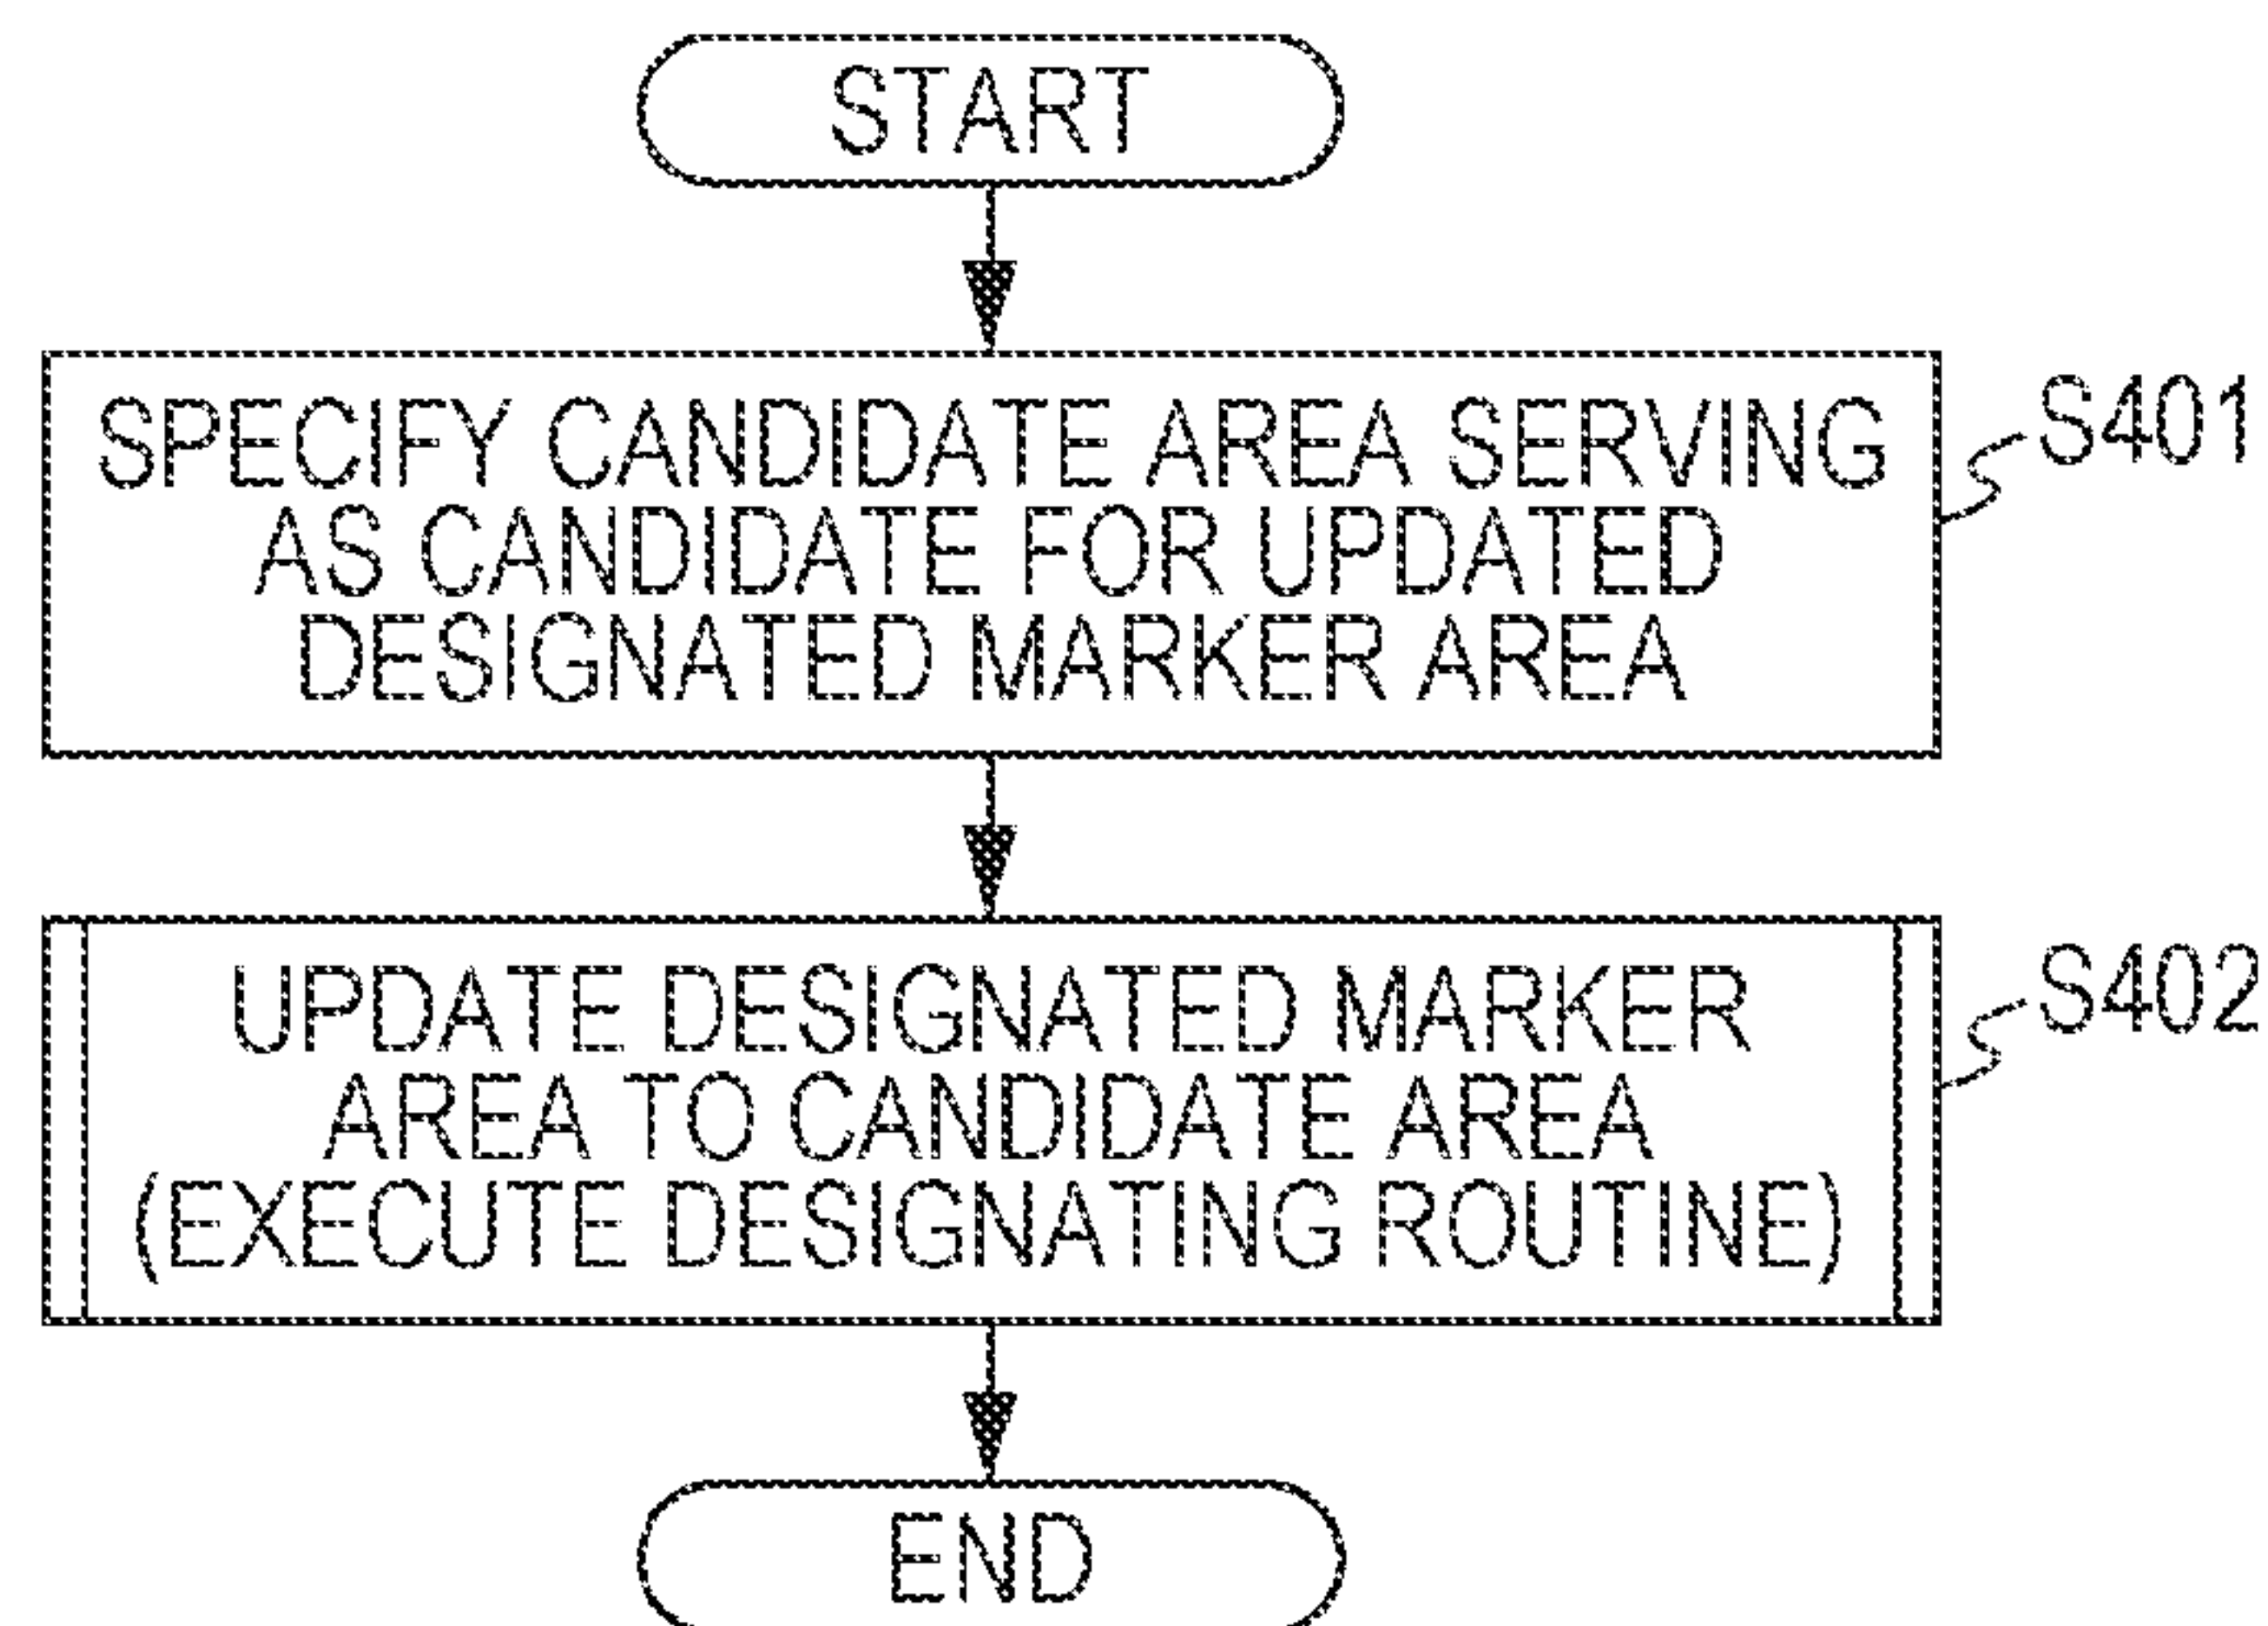 START
SPECIFY CANDIDATE AREA SERVING
AS CANDIDATE FOR UPDATED
DESIGNATED MARKER AREA
S401
UPDATE DESIGNATED MARKER
AREA TO CANDIDATE AREA
(EXECUTE DESIGNATING ROUTINE)
S402
END